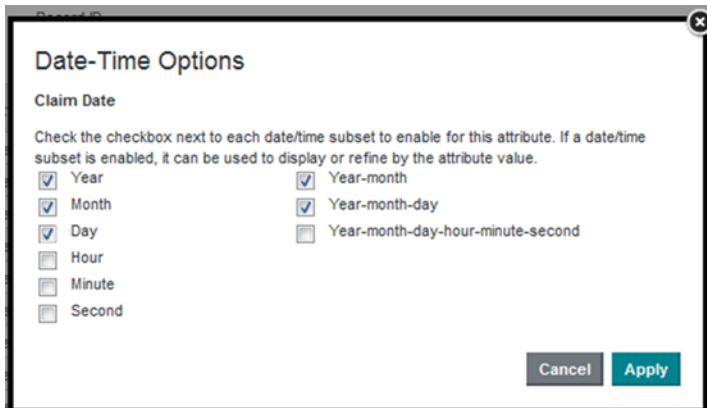 Record ID
Date-Time Options
Claim Date
Check the checkbox next to each date/time subset to enable for this attribute. If a date/time
subset is enabled, it can be used to display or refine by the attribute value.
Year
Year-month
Month
Year-month-day
Day
Year-month-day-hour-minute-second
Hour
Minute
Second
Cancel
Apply